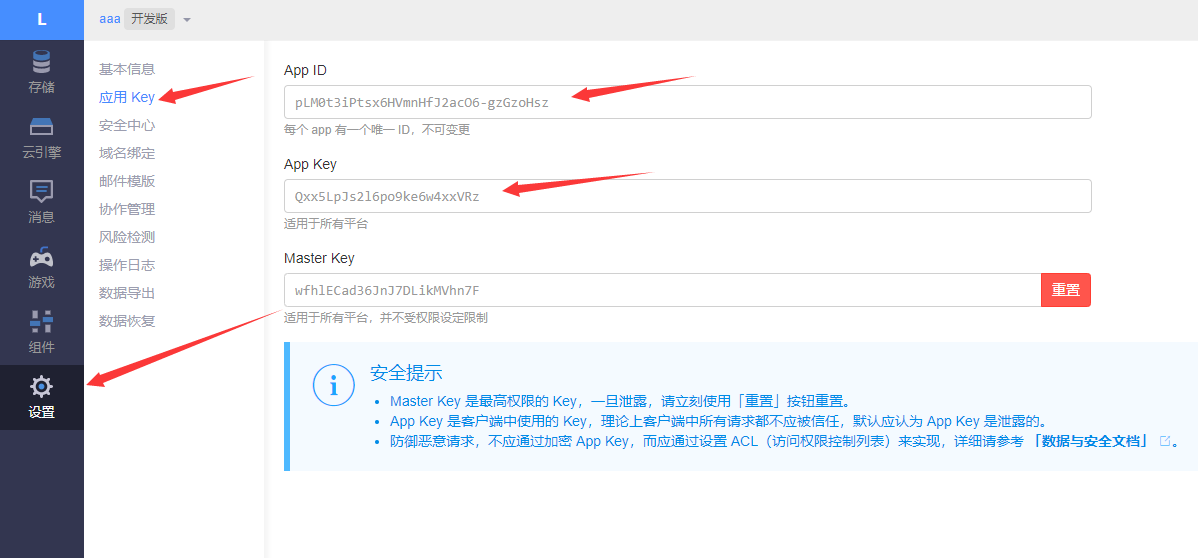 L
aaa 开发版
存储
云引擎
消息
游戏
组件
设置
基本信息
应用 Key
安全中心
域名绑定
邮件模版
协作管理
风险检测
操作日志
数据导出
数据恢复
App ID
pLM0t3iPtsx6HVmnHfJ2acO6-gzGzoHsz
每个 app 有一个唯一 ID，不可变更
App Key
Qxx5LpJs2l6po9ke6w4xxVRz
适用于所有平台
Master Key
wfhlECad36JnJ7DLikMVhn7F 重置
适用于所有平台，并不受权限设定限制
安全提示
• Master Key 是最高权限的 Key，一旦泄露，请立刻使用「重置」按钮重置。
• App Key 是客户端中使用的 Key，理论上客户端中所有请求都不应被信任，默认应认为 App Key 是泄露的。
• 防御恶意请求，不应通过加密 App Key，而应通过设置 ACL（访问权限控制列表）来实现，详细请参考 「数据与安全文档」 。